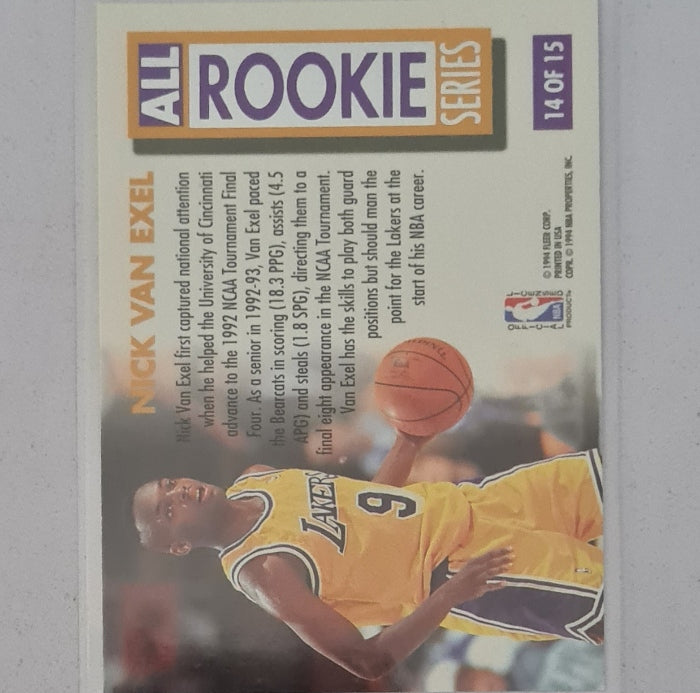 ALL
ROOKIE
SERIES
14 OF 15
NICK VAN EXEL
Nick Van Exel first captured national attention
when he helped the University of Cincinnati
advance to the 1992 NCAA Tournament Final
Four. As a senior in 1992-93, Van Exel paced
the Bearcats in scoring (18.3 PPG), assists (4.5
APG) and steals (1.8 SPG), directing them to a
final eight appearance in the NCAA Tournament.
Van Exel has the skills to play both guard
positions but should man the
point for the Lakers at the
start of his NBA career.
© 1994 FLEER CORP.
PRINTED IN USA
COPR. © 1994 NBA PROPERTIES, INC.
OFFICIAL
LICENSED
NBA
PRODUCT
LAKERS
9